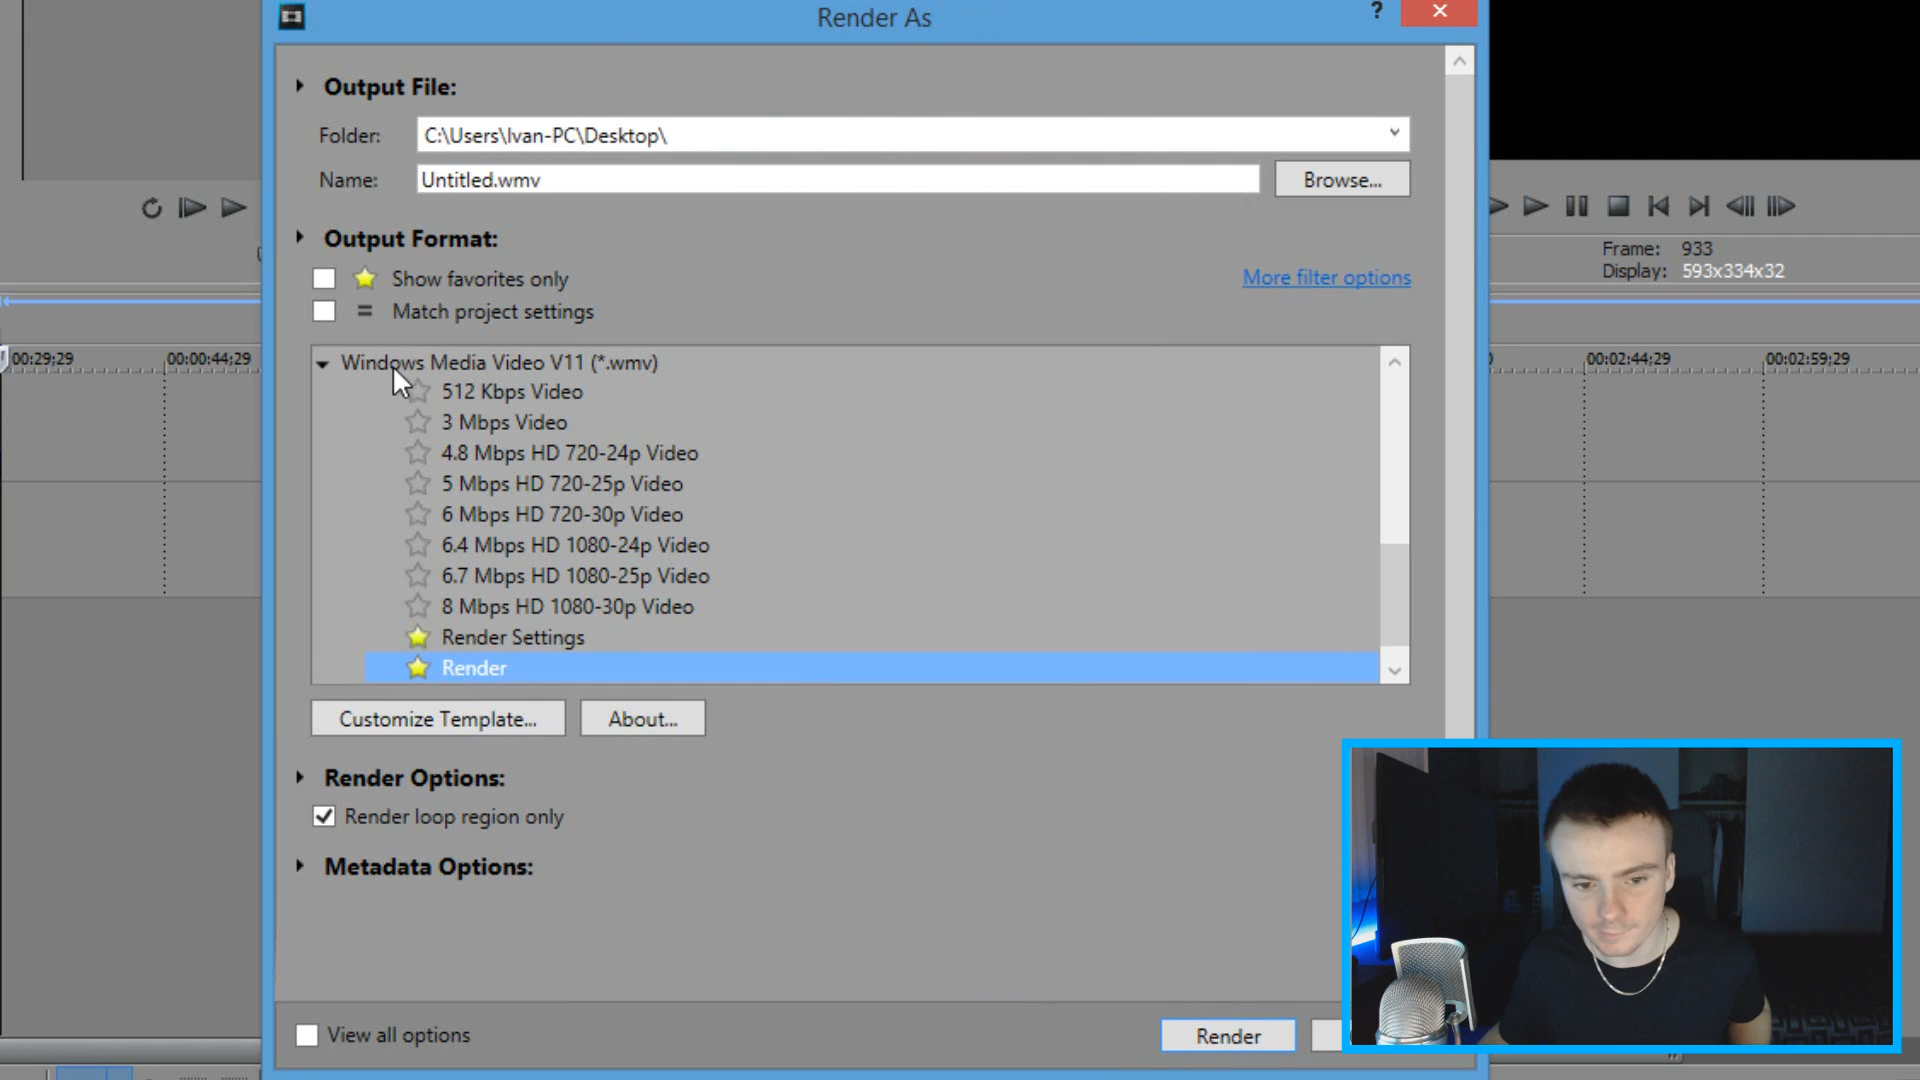 Render As
?
Output File:
Folder: C:\Users\Ivan-PC\Desktop\
Name: Untitled.wmv Browse...
Output Format:
Show favorites only More filter options
Match project settings
Frame: 933
Display: 593x334x32
00:00:29;29 00:00:44;29 00:02:44;29 00:02:59;29
Windows Media Video V11 (*.wmv)
512 Kbps Video
3 Mbps Video
4.8 Mbps HD 720-24p Video
5 Mbps HD 720-25p Video
6 Mbps HD 720-30p Video
6.4 Mbps HD 1080-24p Video
6.7 Mbps HD 1080-25p Video
8 Mbps HD 1080-30p Video
Render Settings
Render
Customize Template... About...
Render Options:
Render loop region only
Metadata Options:
View all options Render